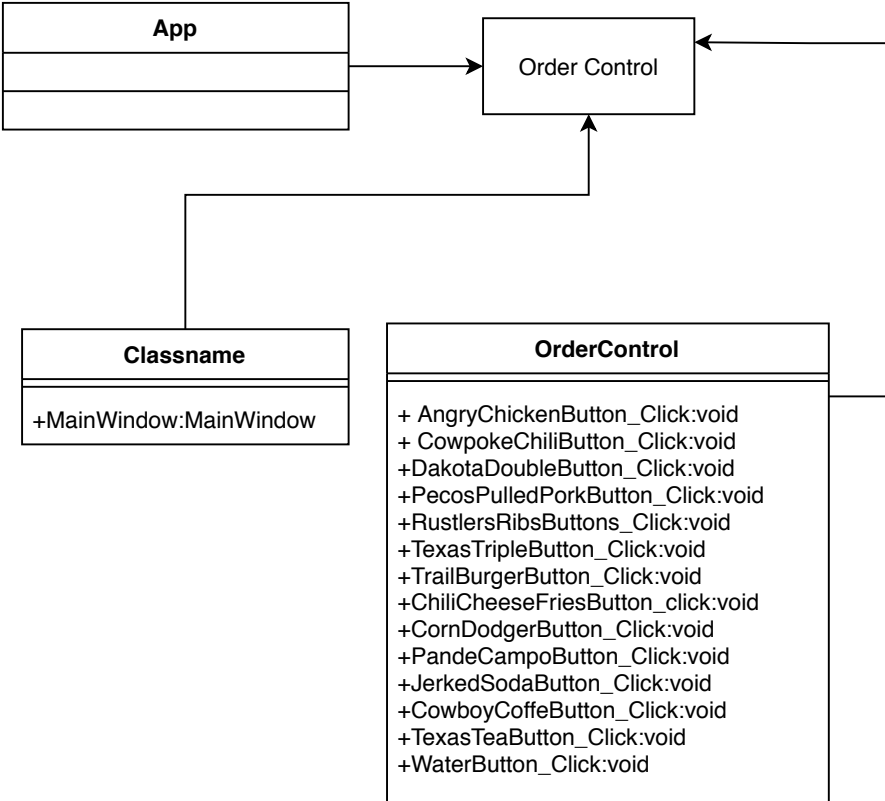 App
Order Control
Classname
+MainWindow:MainWindow
OrderControl
+ AngryChickenButton_Click:void
+ CowpokeChiliButton_Click:void
+DakotaDoubleButton_Click:void
+PecosPulledPorkButton_Click:void
+RustlersRibsButtons_Click:void
+TexasTripleButton_Click:void
+TrailBurgerButton_Click:void
+ChiliCheeseFriesButton_click:void
+CornDodgerButton_Click:void
+PandeCampoButton_Click:void
+JerkedSodaButton_Click:void
+CowboyCoffeButton_Click:void
+TexasTeaButton_Click:void
+WaterButton_Click:void